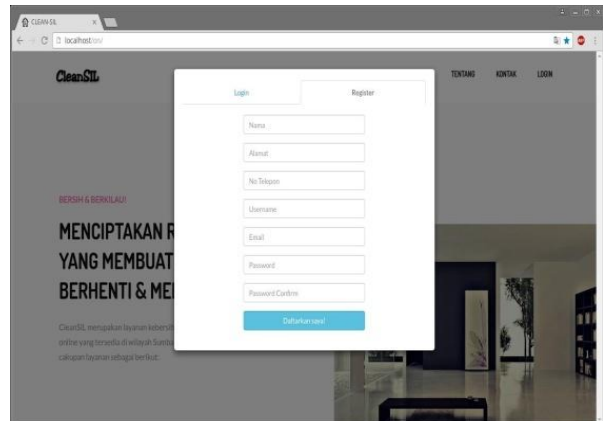 CLEAN-SIL
localhost/on/
CleanSIL
TENTANG KONTAK LOGIN
Login Register
Nama
Alamat
No Telepon
Username
Email
Password
Password Confirm
Daftarkan saya!
BERSIH & BERKILAU!
MENCIPTAKAN R
YANG MEMBUAT
BERHENTI & ME
CleanSIL merupakan layanan kebersi
online yang tersedia di wilayah
cakupan layanan sebagai berikut: